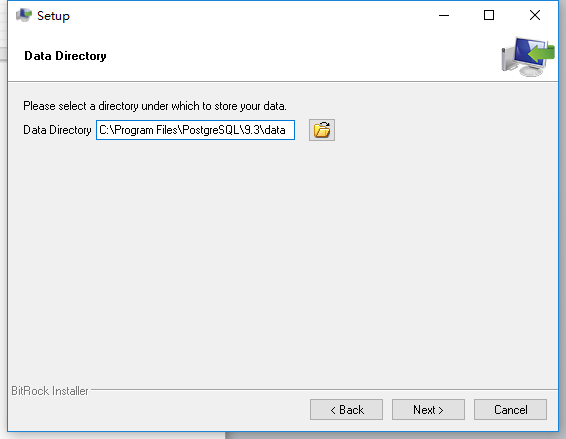 Setup
Data Directory
Please select a directory under which to store your data.
Data Directory C:\Program Files\PostgreSQL\9.3\data
BitRock Installer
< Back Next > Cancel